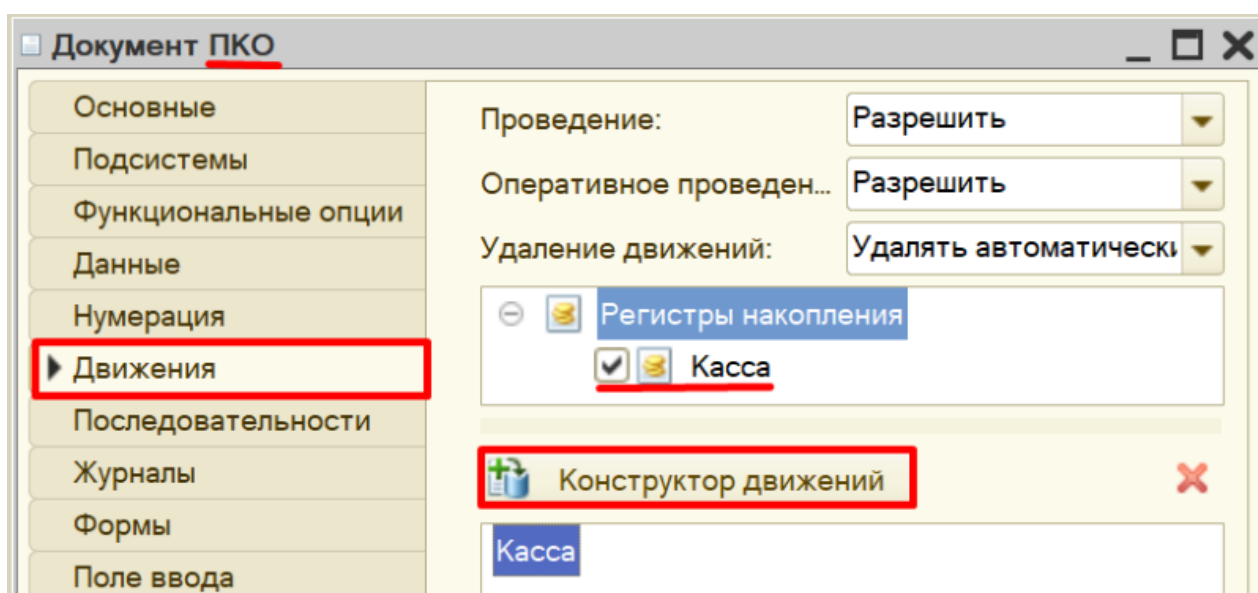 Документ ПКО
Основные
Подсистемы
Функциональные опции
Данные
Нумерация
Движения
Последовательности
Журналы
Формы
Поле ввода
Проведение: Разрешить
Оперативное проведен... Разрешить
Удаление движений: Удалять автоматически
Регистры накопления
Касса
Конструктор движений
Касса